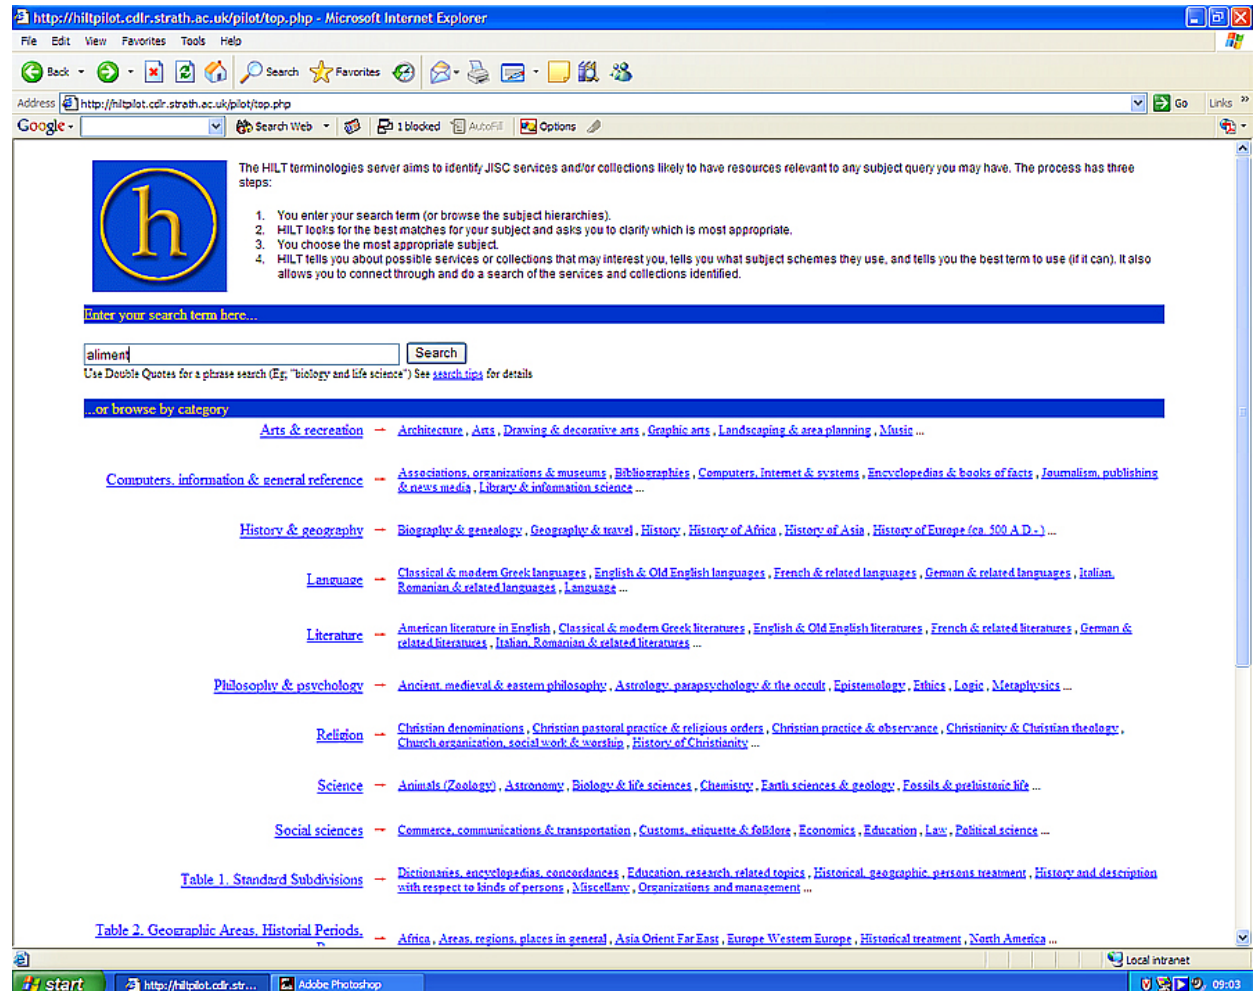 http://hiltpilot.cdlr.strath.ac.uk/pilot/top.php - Microsoft Internet Explorer
File Edit View Favorites Tools Help
Back Search Favorites
Address http://hiltpilot.cdlr.strath.ac.uk/pilot/top.php Go Links »
Google Search Web 1 blocked AutoFill Options
h
The HILT terminologies server aims to identify JISC services and/or collections likely to have resources relevant to any subject query you may have. The process has three
steps:
1. You enter your search term (or browse the subject hierarchies).
2. HILT looks for the best matches for your subject and asks you to clarify which is most appropriate.
3. You choose the most appropriate subject.
4. HILT tells you about possible services or collections that may interest you, tells you what subject schemes they use, and tells you the best term to use (if it can). It also
allows you to connect through and do a search of the services and collections identified.
Enter your search term here...
aliment Search
Use Double Quotes for a phrase search (Eg; "biology and life science") See search tips for details
...or browse by category
Arts & recreation → Architecture , Arts , Drawing & decorative arts , Graphic arts , Landscaping & area planning , Music ...
Computers, information & general reference → Associations, organizations & museums , Bibliographies , Computers, Internet & systems , Encyclopedias & books of facts , Journalism, publishing
& news media , Library & information science ...
History & geography → Biography & genealogy , Geography & travel , History , History of Africa , History of Asia , History of Europe (ca. 500 A.D.- ) ...
Language → Classical & modern Greek languages , English & Old English languages , French & related languages , German & related languages , Italian,
Romanian & related languages , Language ...
Literature → American literature in English , Classical & modern Greek literatures , English & Old English literatures , French & related literatures , German &
related literatures , Italian, Romanian & related literatures ...
Philosophy & psychology → Ancient, medieval & eastern philosophy , Astrology, parapsychology & the occult , Epistemology , Ethics , Logic , Metaphysics ...
Religion → Christian denominations , Christian pastoral practice & religious orders , Christian practice & observance , Christianity & Christian theology ,
Church organization, social work & worship , History of Christianity ...
Science → Animals (Zoology) , Astronomy , Biology & life sciences , Chemistry , Earth sciences & geology , Fossils & prehistoric life ...
Social sciences → Commerce, communications & transportation , Customs, etiquette & folklore , Economics , Education , Law , Political science ...
Table 1. Standard Subdivisions → Dictionaries, encyclopedias, concordances , Education, research, related topics , Historical, geographic, persons treatment , History and description
with respect to kinds of persons , Miscellany , Organizations and management ...
Table 2. Geographic Areas, Historial Periods, → Africa , Areas, regions, places in general , Asia Orient Far East , Europe Western Europe , Historical treatment , North America ...
Local intranet
start http://hiltpilot.cdlr.str... Adobe Photoshop 09:03